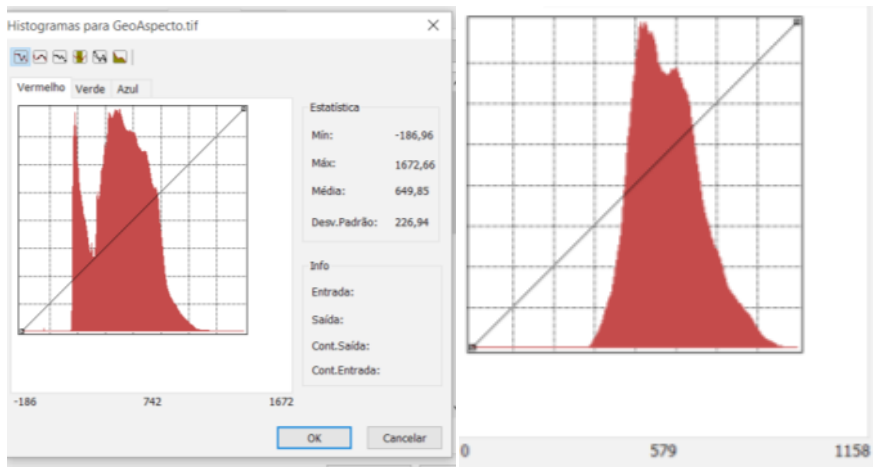 Histogramas para GeoAspecto.tif
Vermelho Verde Azul
Estatística
Mín: -186,96
Máx: 1672,66
Média: 649,85
Desv.Padrão: 226,94
Info
Entrada:
Saída:
Cont.Saída:
Cont.Entrada:
-186 742 1672
OK Cancelar
0 579 1158